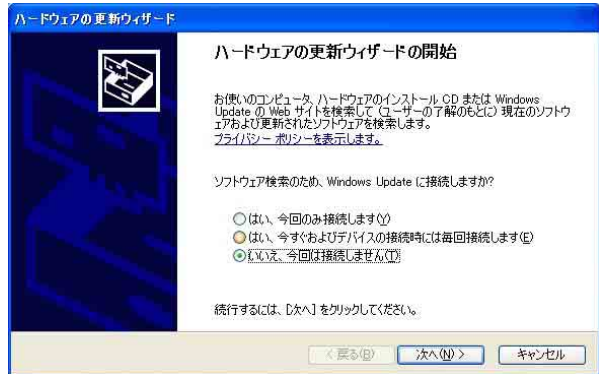 ハードウェアの更新ウィザード
ハードウェアの更新ウィザードの開始
お使いのコンピュータ、ハードウェアのインストール CD または Windows
Update の Web サイトを検索して (ユーザーの了解のもとに) 現在のソフトウ
ェアおよび更新されたソフトウェアを検索します。
プライバシー ポリシーを表示します。
ソフトウェア検索のため、Windows Update に接続しますか?
はい、今回のみ接続します(Y)
はい、今すぐおよびデバイスの接続時には毎回接続します(E)
いいえ、今回は接続しません(T)
続行するには、[次へ] をクリックしてください。
< 戻る(B) 次へ(N) > キャンセル